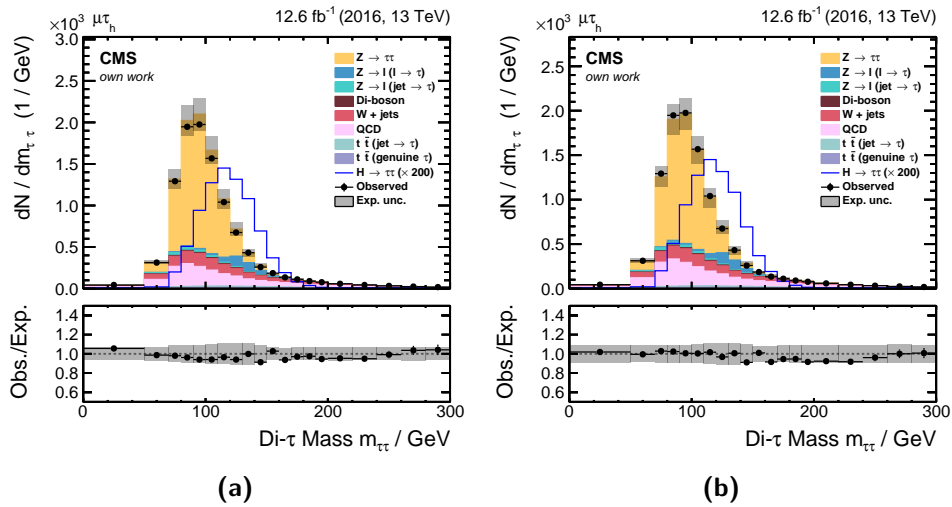 ×10³ μτₕ 12.6 fb⁻¹ (2016, 13 TeV)
CMS
own work
Z → ττ
Z → l (l → τ)
Z → l (jet → τ)
Di-boson
W + jets
QCD
t t̄ (jet → τ)
t t̄ (genuine τ)
H → ττ (× 200)
Observed
Exp. unc.
dN / dm_ττ (1 / GeV)
3.0
2.5
2.0
1.5
1.0
0.5
0.0
Obs./Exp.
1.4
1.2
1.0
0.8
0.6
0 100 200 300
Di-τ Mass m_ττ / GeV
(a)
×10³ μτₕ 12.6 fb⁻¹ (2016, 13 TeV)
CMS
own work
Z → ττ
Z → l (l → τ)
Z → l (jet → τ)
Di-boson
W + jets
QCD
t t̄ (jet → τ)
t t̄ (genuine τ)
H → ττ (× 200)
Observed
Exp. unc.
dN / dm_ττ (1 / GeV)
2.5
2.0
1.5
1.0
0.5
0.0
Obs./Exp.
1.4
1.2
1.0
0.8
0.6
0 100 200 300
Di-τ Mass m_ττ / GeV
(b)